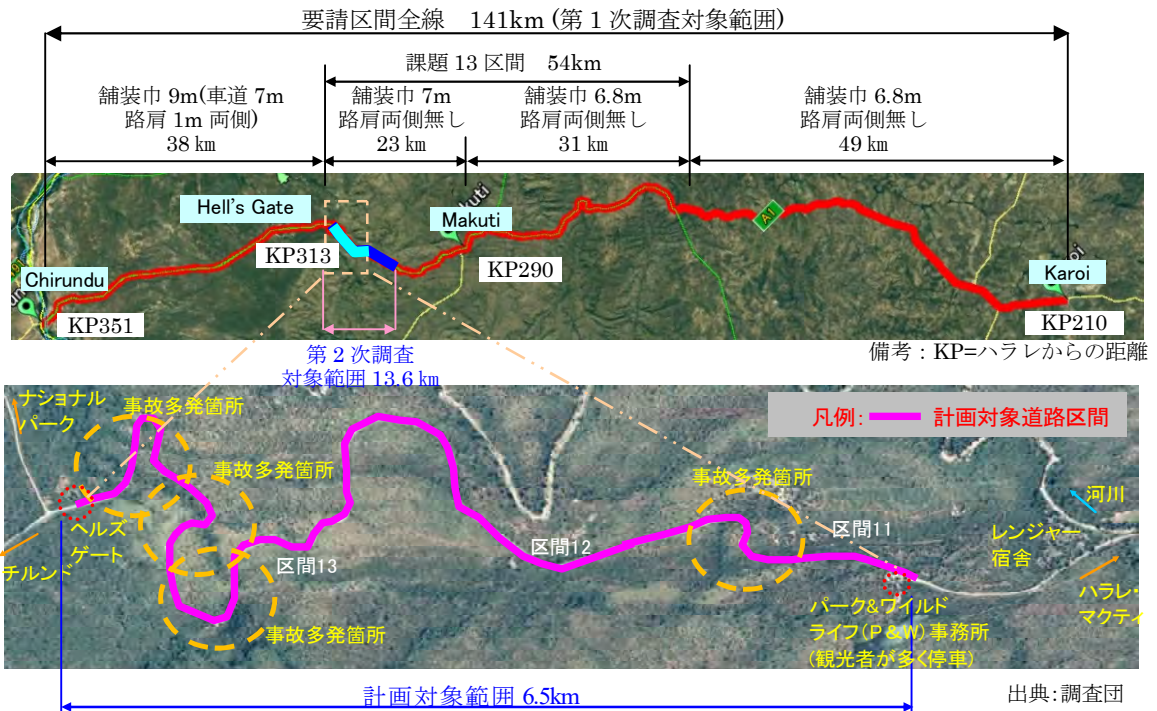 要請区間全線　141km (第 1 次調査対象範囲)
課題 13 区間　54km
舗装巾 9m(車道 7m
路肩 1m 両側)
38 ㎞
舗装巾 7m
路肩両側無し
23 ㎞
舗装巾 6.8m
路肩両側無し
31 ㎞
舗装巾 6.8m
路肩両側無し
49 ㎞
Hell's Gate
Makuti
A1
KP313
KP290
Chirundu
Karoi
KP351
KP210
備考：KP=ハラレからの距離
第 2 次調査
対象範囲 13.6 ㎞
ナショナル
パーク
事故多発箇所
凡例:
計画対象道路区間
事故多発箇所
事故多発箇所
河川
ヘルズ
ゲート
区間12
区間11
レンジャー
宿舎
チルンド
区間13
ハラレ・
マクティ
事故多発箇所
パーク&ワイルド
ライフ(P&W)事務所
(観光者が多く停車)
計画対象範囲 6.5km
出典:調査団